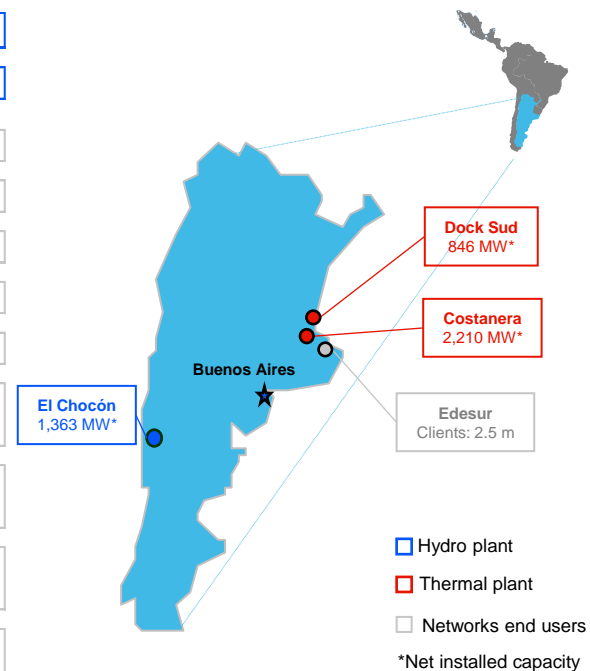 Dock Sud
846 MW*
Costanera
2,210 MW*
Buenos Aires
El Chocón
1,363 MW*
Edesur
Clients: 2.5 m
Hydro plant
Thermal plant
Networks end users
*Net installed capacity